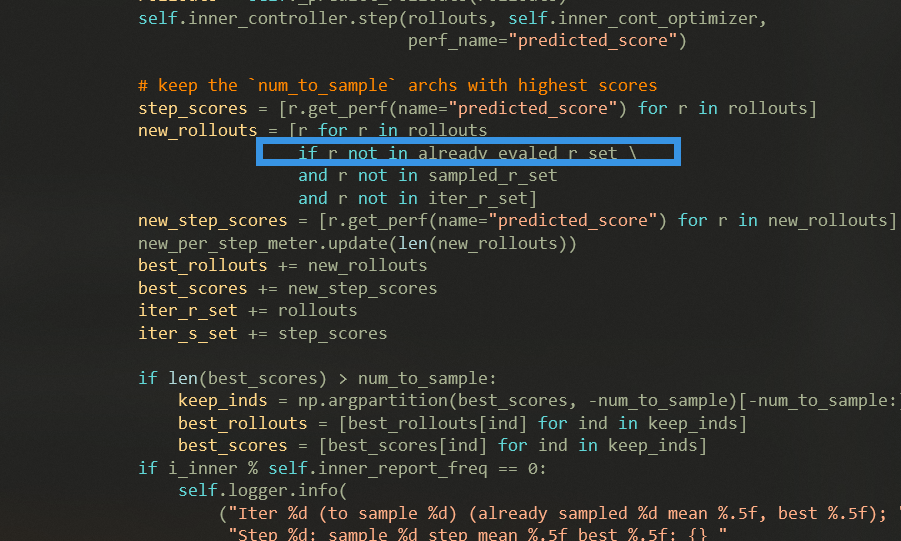 self.inner_controller.step(rollouts, self.inner_cont_optimizer,
perf_name="predicted_score")
# keep the `num_to_sample` archs with highest scores
step_scores = [r.get_perf(name="predicted_score") for r in rollouts]
new_rollouts = [r for r in rollouts
if r not in already_evaled_r_set \
and r not in sampled_r_set
and r not in iter_r_set]
new_step_scores = [r.get_perf(name="predicted_score") for r in new_rollouts]
new_per_step_meter.update(len(new_rollouts))
best_rollouts += new_rollouts
best_scores += new_step_scores
iter_r_set += rollouts
iter_s_set += step_scores
if len(best_scores) > num_to_sample:
keep_inds = np.argpartition(best_scores, -num_to_sample)[-num_to_sample:
best_rollouts = [best_rollouts[ind] for ind in keep_inds]
best_scores = [best_scores[ind] for ind in keep_inds]
if i_inner % self.inner_report_freq == 0:
self.logger.info(
("Iter %d (to sample %d) (already sampled %d mean %.5f, best %.5f); "
"Step %d: sample %d step mean %.5f best %.5f: {} "